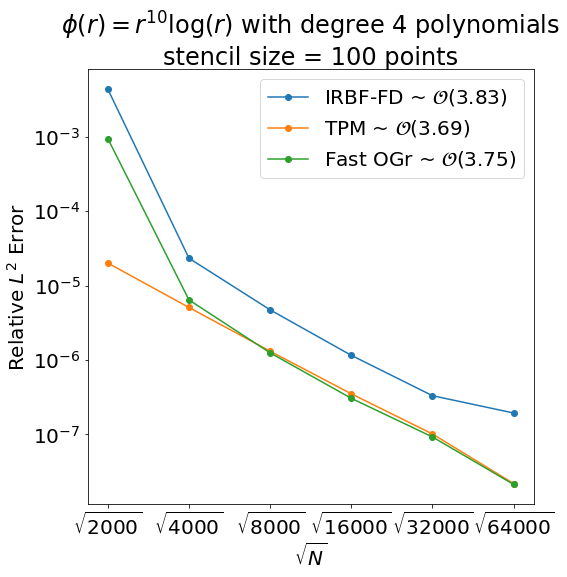 ϕ(r) = r¹⁰log(r) with degree 4 polynomials
stencil size = 100 points
IRBF-FD ~ 𝒪(3.83)
TPM ~ 𝒪(3.69)
Fast OGr ~ 𝒪(3.75)
Relative L² Error
10⁻³
10⁻⁴
10⁻⁵
10⁻⁶
10⁻⁷
√2000 √4000 √8000 √16000 √32000 √64000
√N